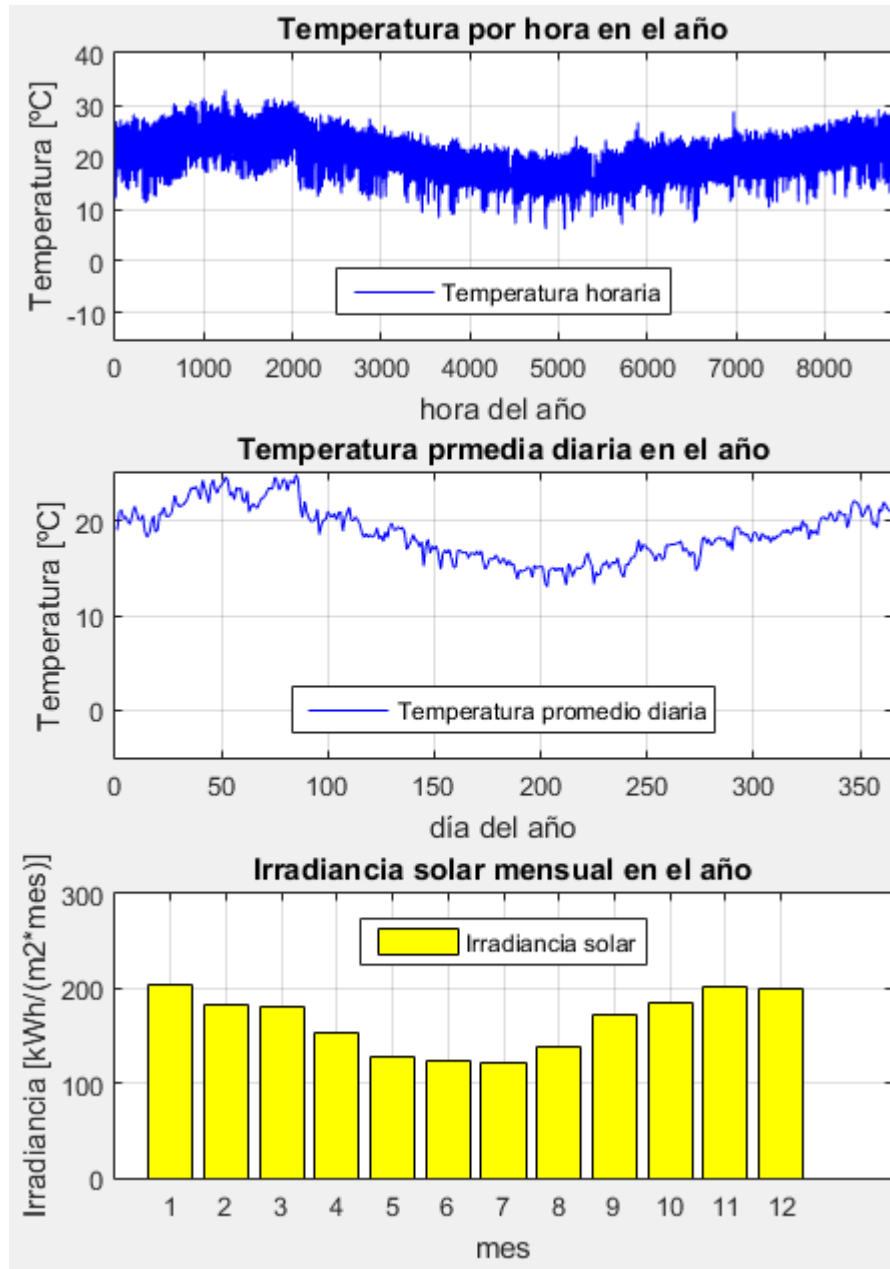 Temperatura por hora en el año
Temperatura [ºC]
40
30
20
10
0
-10
Temperatura horaria
0 1000 2000 3000 4000 5000 6000 7000 8000
hora del año
Temperatura prmedia diaria en el año
Temperatura [ºC]
20
10
0
Temperatura promedio diaria
0 50 100 150 200 250 300 350
día del año
Irradiancia solar mensual en el año
Irradiancia [kWh/(m2*mes)]
300
200
100
0
Irradiancia solar
1 2 3 4 5 6 7 8 9 10 11 12
mes